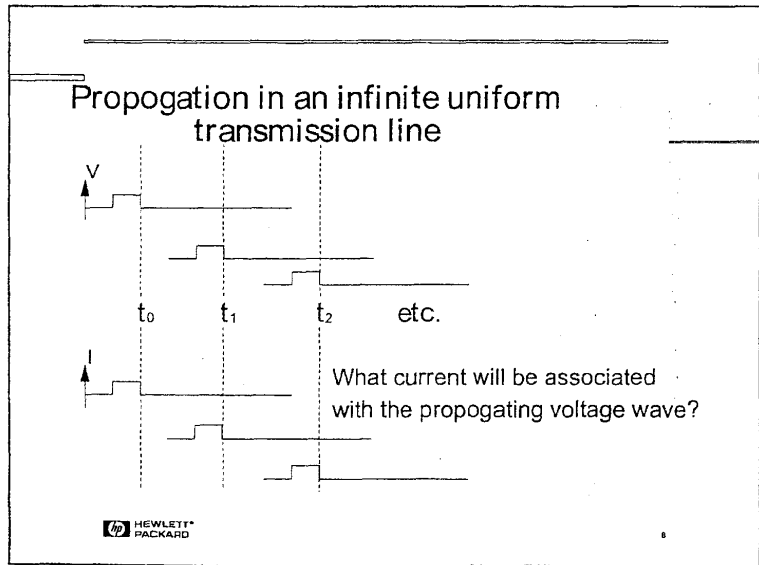 Propogation in an infinite uniform
transmission line
V
t₀ t₁ t₂ etc.
I
What current will be associated
with the propogating voltage wave?
hp HEWLETT®
PACKARD